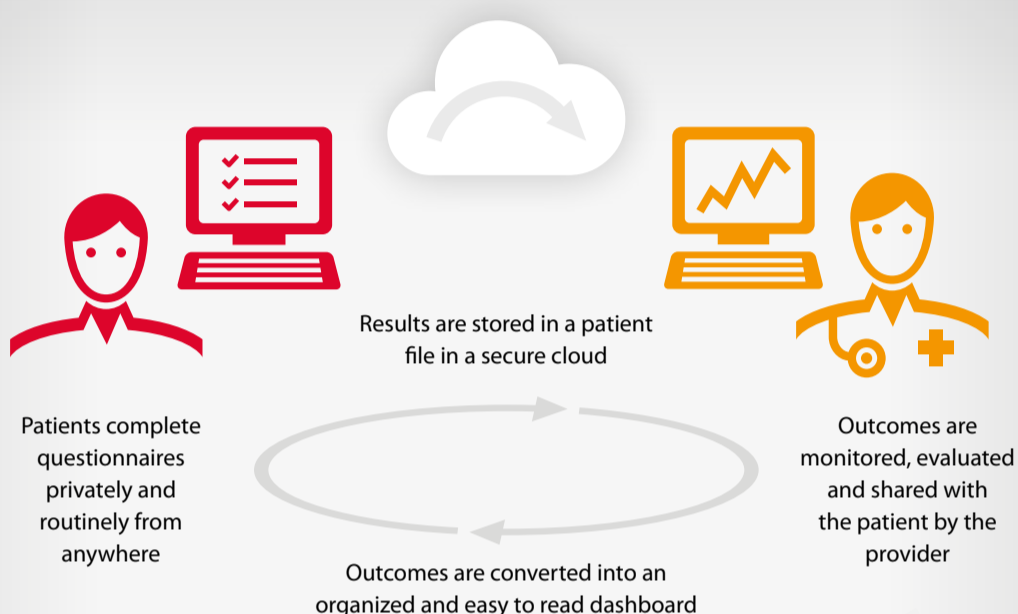 Results are stored in a patient
file in a secure cloud
Patients complete
questionnaires
privately and
routinely from
anywhere
Outcomes are
monitored, evaluated
and shared with
the patient by the
provider
Outcomes are converted into an
organized and easy to read dashboard